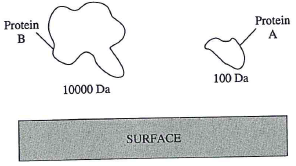 Protein
B
10000 Da
Protein
A
100 Da
SURFACE